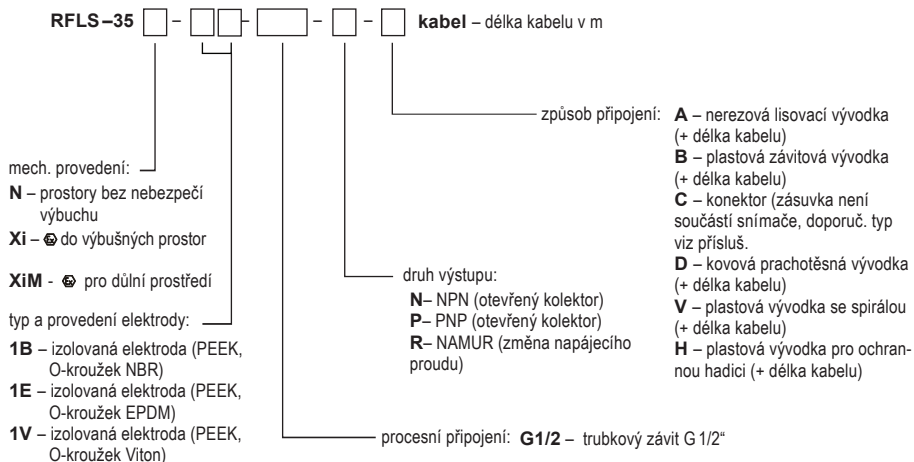 RFLS–35 – - – – kabel – délka kabelu v m
mech. provedení:
N – prostory bez nebezpečí
výbuchu
Xi – do výbušných prostor
XiM - pro důlní prostředí
typ a provedení elektrody:
1B – izolovaná elektroda (PEEK,
O-kroužek NBR)
1E – izolovaná elektroda (PEEK,
O-kroužek EPDM)
1V – izolovaná elektroda (PEEK,
O-kroužek Viton)
procesní připojení: G1/2 – trubkový závit G 1/2“
druh výstupu:
N– NPN (otevřený kolektor)
P– PNP (otevřený kolektor)
R– NAMUR (změna napájecího
proudu)
způsob připojení: A – nerezová lisovací vývodka
(+ délka kabelu)
B – plastová závitová vývodka
(+ délka kabelu)
C – konektor (zásuvka není
součástí snímače, doporuč. typ
viz přísluš.
D – kovová prachotěsná vývodka
(+ délka kabelu)
V – plastová vývodka se spirálou
(+ délka kabelu)
H – plastová vývodka pro ochran-
nou hadici (+ délka kabelu)